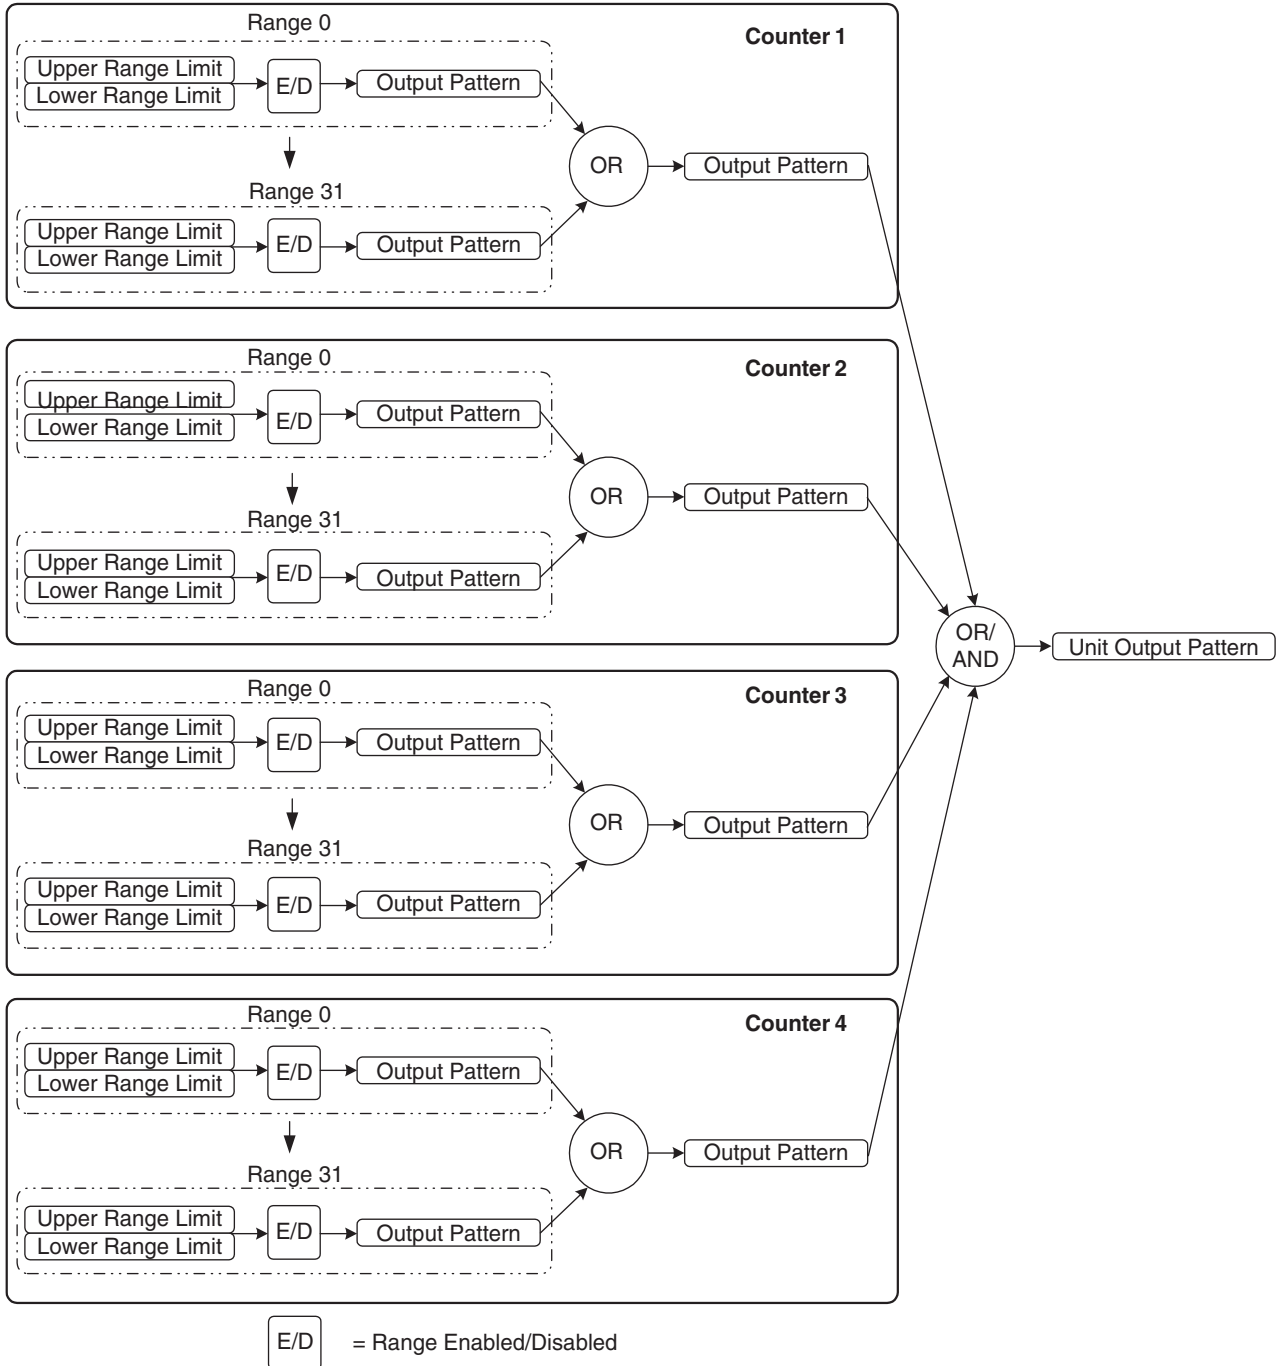 Range 0
Counter 1
Upper Range Limit
Lower Range Limit
E/D
Output Pattern
OR
Output Pattern
Range 31
Upper Range Limit
Lower Range Limit
E/D
Output Pattern
Range 0
Counter 2
Upper Range Limit
Lower Range Limit
E/D
Output Pattern
OR
Output Pattern
Range 31
Upper Range Limit
Lower Range Limit
E/D
Output Pattern
OR/
AND
Unit Output Pattern
Range 0
Counter 3
Upper Range Limit
Lower Range Limit
E/D
Output Pattern
OR
Output Pattern
Range 31
Upper Range Limit
Lower Range Limit
E/D
Output Pattern
Range 0
Counter 4
Upper Range Limit
Lower Range Limit
E/D
Output Pattern
OR
Output Pattern
Range 31
Upper Range Limit
Lower Range Limit
E/D
Output Pattern
E/D = Range Enabled/Disabled